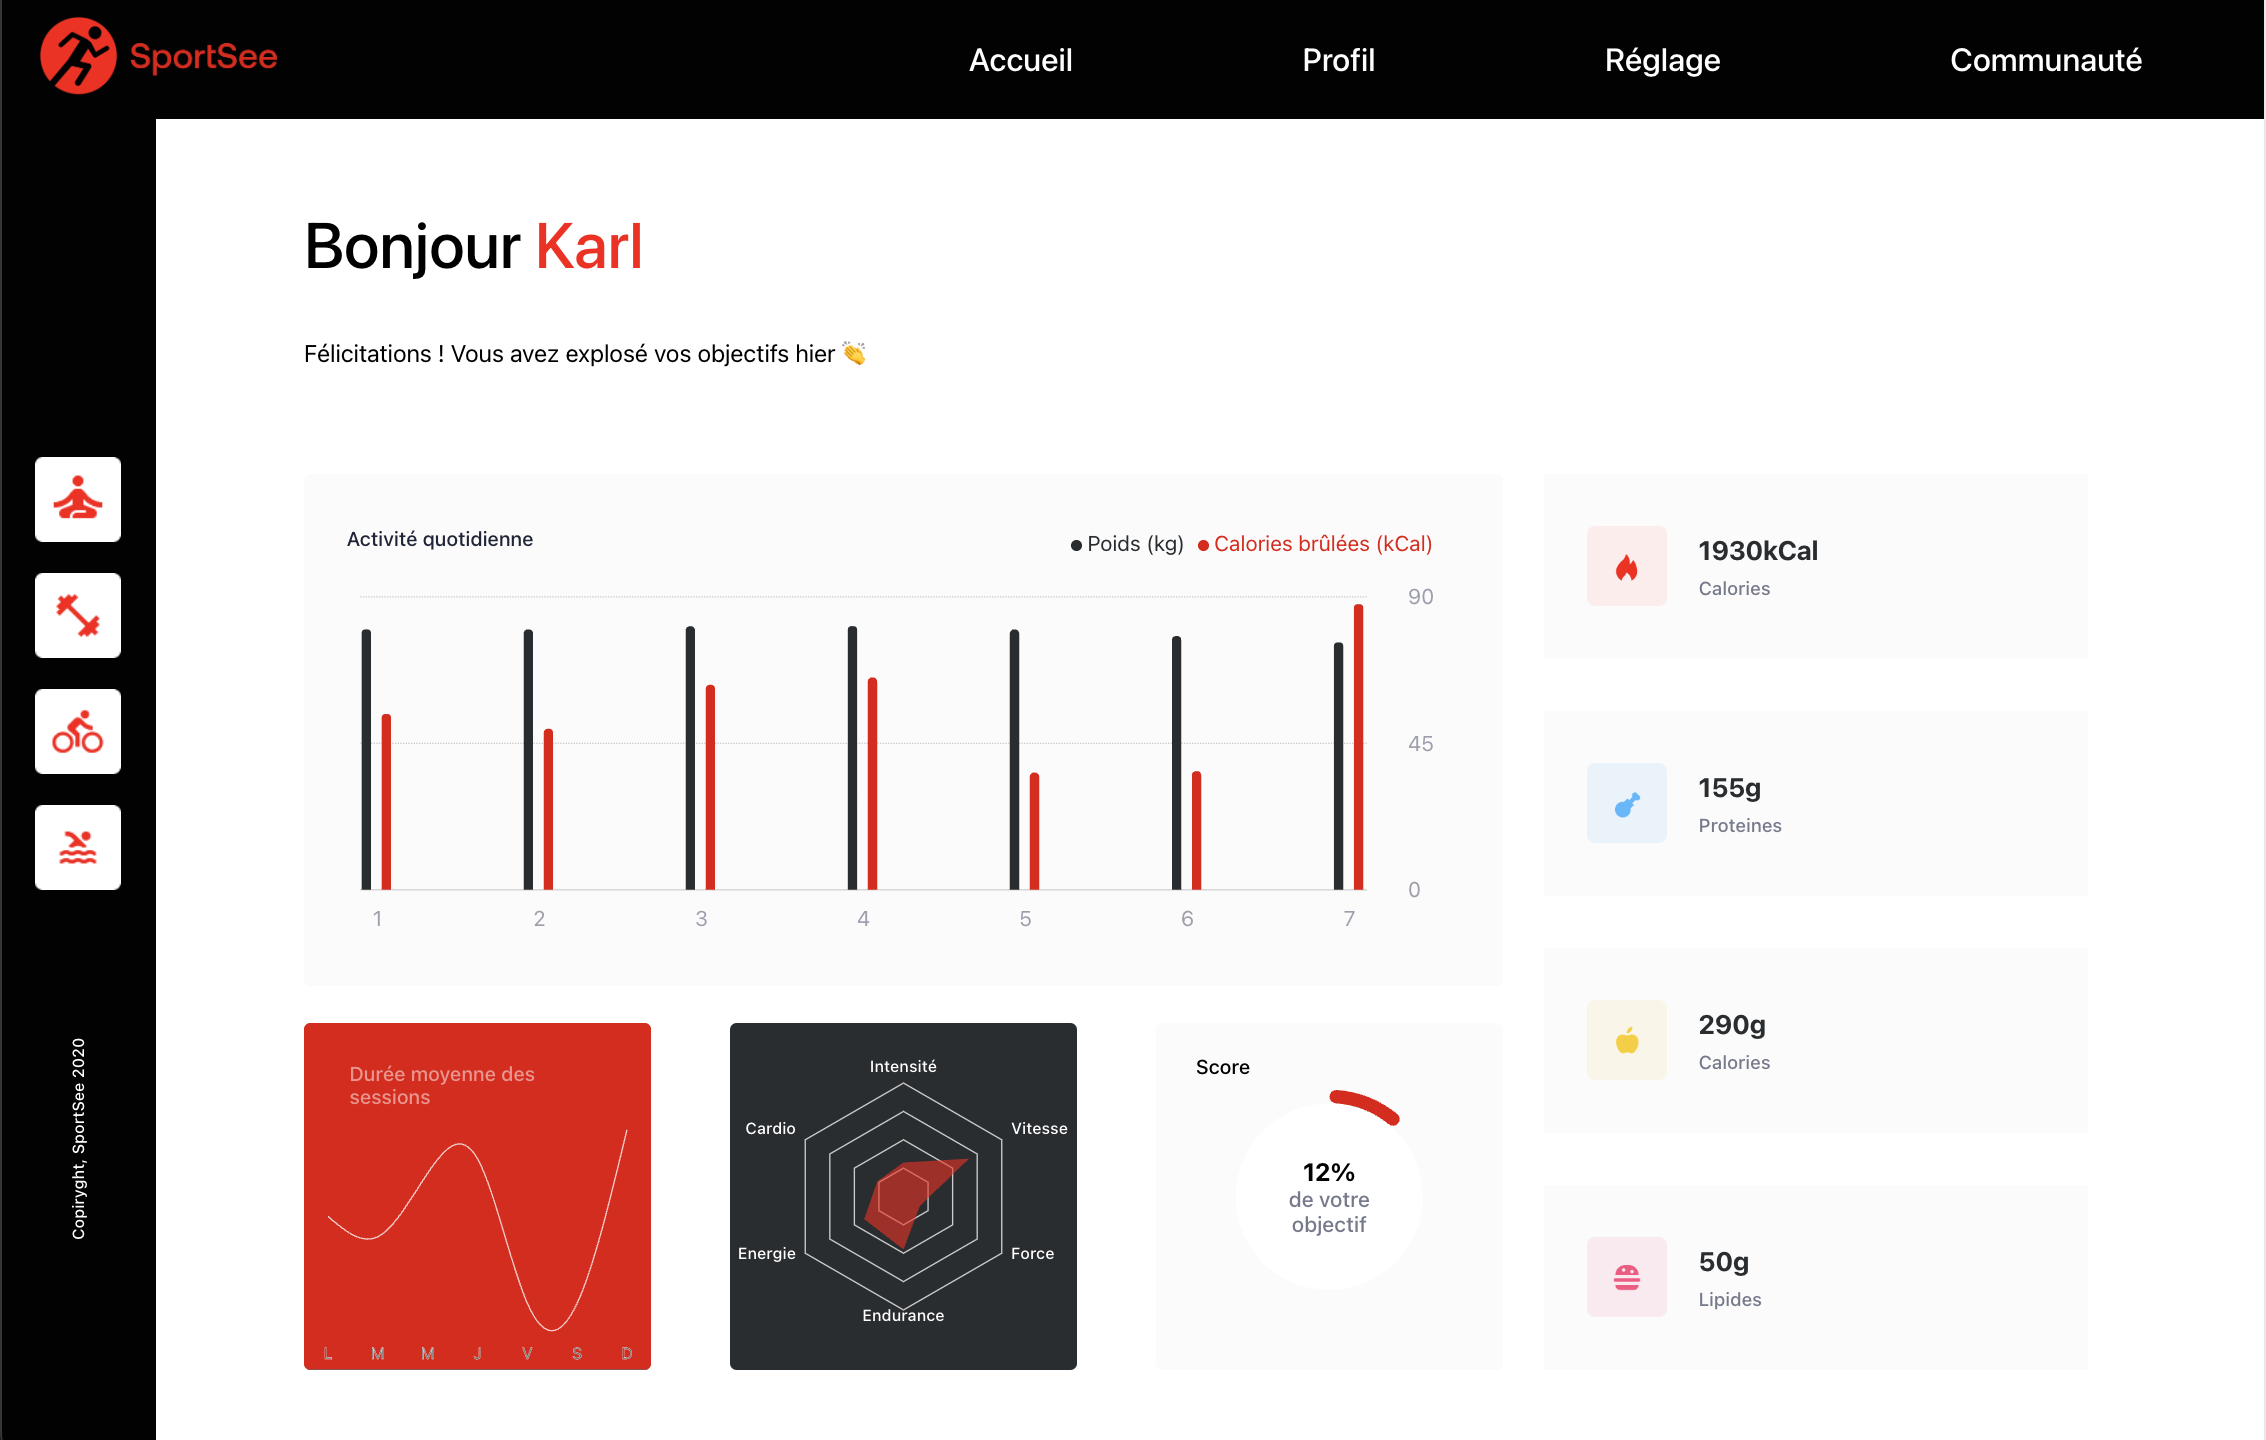 SportSee
Accueil
Profil
Réglage
Communauté
Bonjour Karl
Félicitations ! Vous avez explosé vos objectifs hier 👏
Activité quotidienne
Poids (kg)
Calories brûlées (kCal)
90
45
0
1 2 3 4 5 6 7
1930kCal
Calories
155g
Proteines
290g
Calories
50g
Lipides
Durée moyenne des
sessions
L M M J V S D
Intensité
Vitesse
Force
Endurance
Energie
Cardio
Score
12%
de votre
objectif
Copiryght, SportSee 2020